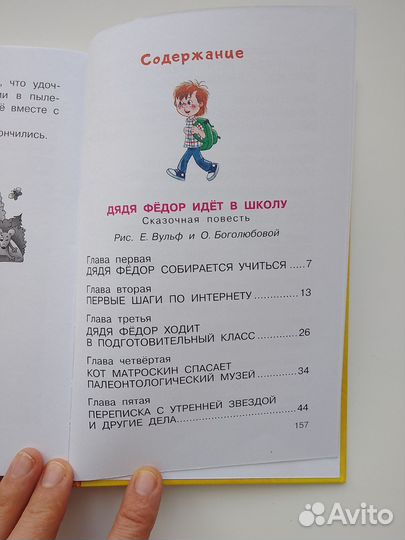 , что удоч-
ми в пыле-
ё вместе с
ончились.
Содержание
ДЯДЯ ФЁДОР ИДЁТ В ШКОЛУ
Сказочная повесть
Рис. Е. Вульф и О. Боголюбовой
Глава первая
ДЯДЯ ФЁДОР СОБИРАЕТСЯ УЧИТЬСЯ.....7
Глава вторая
ПЕРВЫЕ ШАГИ ПО ИНТЕРНЕТУ............13
Глава третья
ДЯДЯ ФЁДОР ХОДИТ
В ПОДГОТОВИТЕЛЬНЫЙ КЛАСС............26
Глава четвёртая
КОТ МАТРОСКИН СПАСАЕТ
ПАЛЕОНТОЛОГИЧЕСКИЙ МУЗЕЙ............34
Глава пятая
ПЕРЕПИСКА С УТРЕННЕЙ ЗВЕЗДОЙ
И ДРУГИЕ ДЕЛА............................44
157
Avito